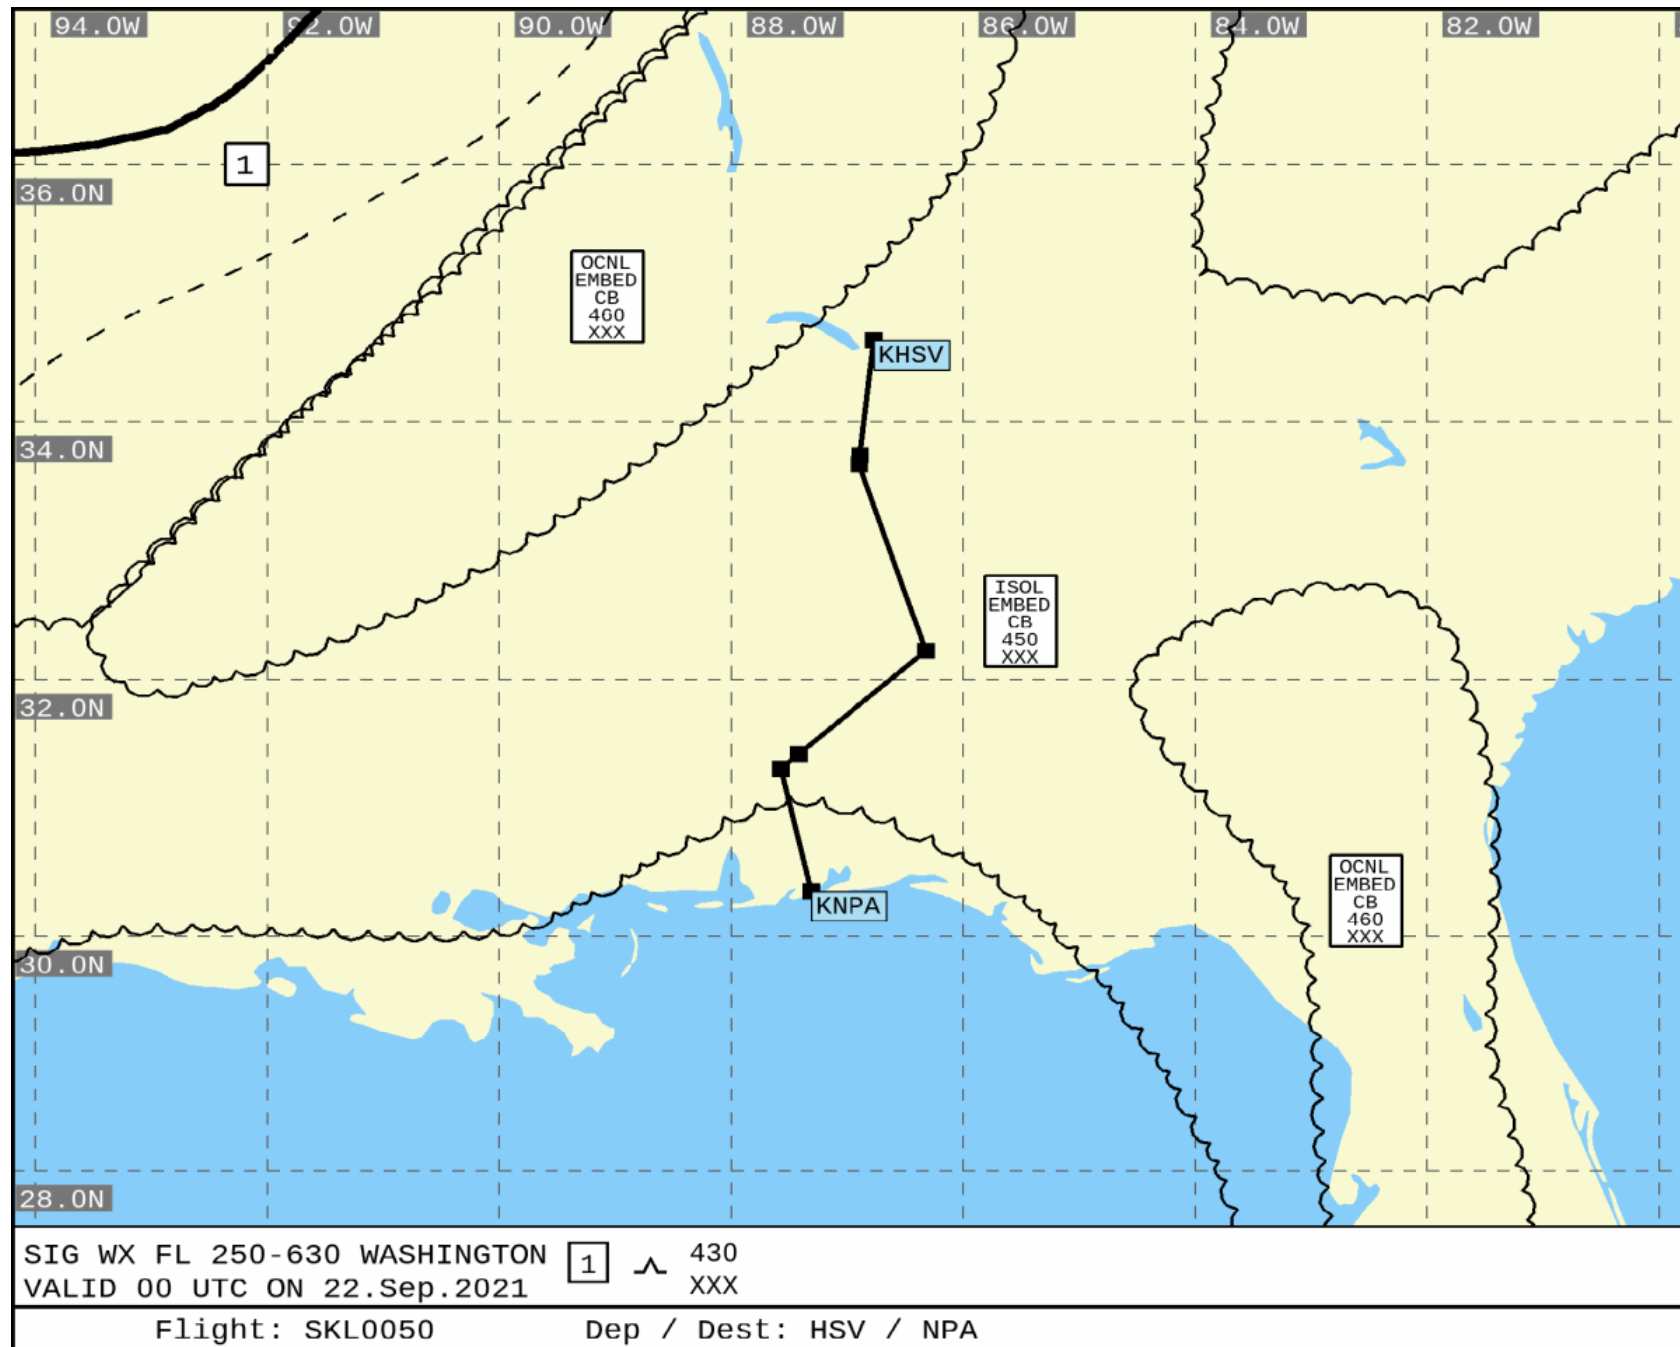 94.0W 92.0W 90.0W 88.0W 86.0W 84.0W 82.0W
1
36.0N
OCNL
EMBED
CB
460
XXX
KHSV
34.0N
ISOL
EMBED
CB
450
XXX
32.0N
OCNL
EMBED
CB
460
XXX
KNPA
30.0N
28.0N
SIG WX FL 250-630 WASHINGTON 1 430
VALID 00 UTC ON 22.Sep.2021 XXX
Flight: SKL0050 Dep / Dest: HSV / NPA